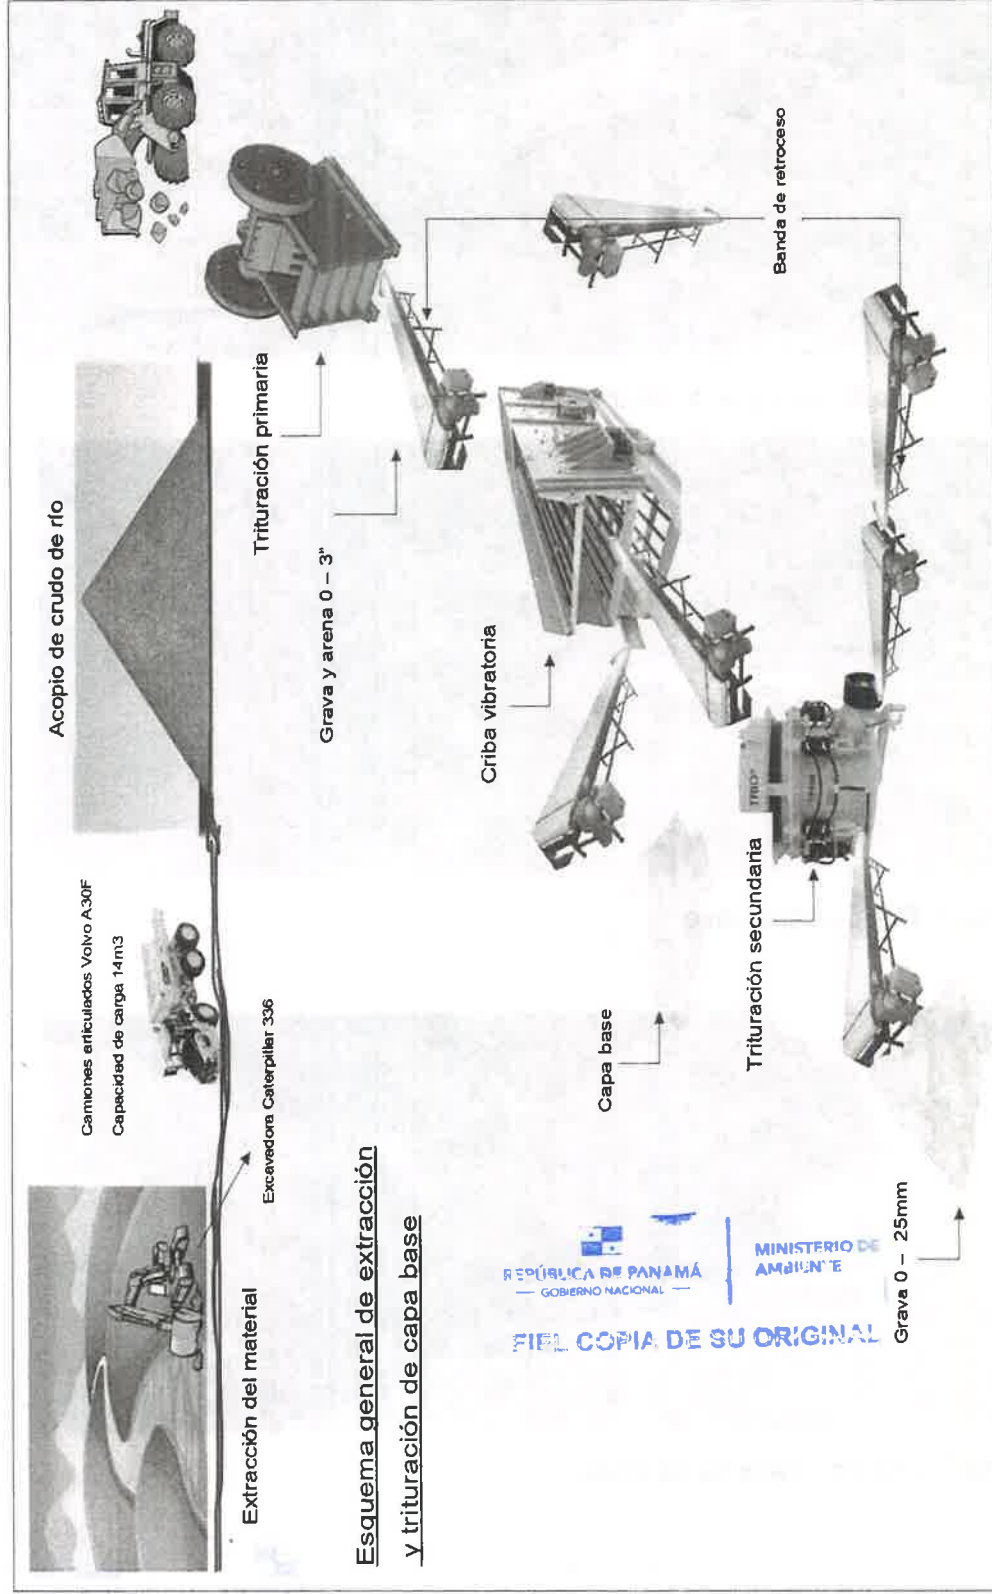 Camiones articulados Volvo A30F
Capacidad de carga 14m3
Acopio de crudo de río
Excavadora Caterpillar 336
Extracción del material
Trituración primaria
Grava y arena 0 – 3"
Esquema general de extracción
y trituración de capa base
Criba vibratoria
Capa base
Banda de retroceso
Trituración secundaria
TRIO
Grava 0 – 25mm
REPÚBLICA DE PANAMÁ
— GOBIERNO NACIONAL —
MINISTERIO DE
AMBIENTE
FIEL COPIA DE SU ORIGINAL